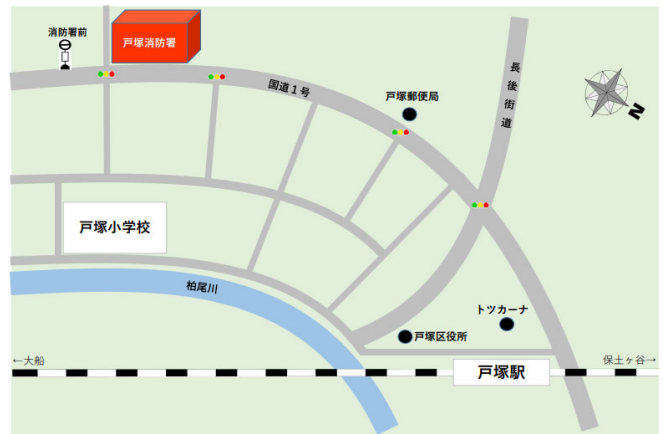 消防署前
戸塚消防署
国道1号
戸塚郵便局
長後街道
N
戸塚小学校
柏尾川
トツカーナ
戸塚区役所
←大船
保土ヶ谷→
戸塚駅